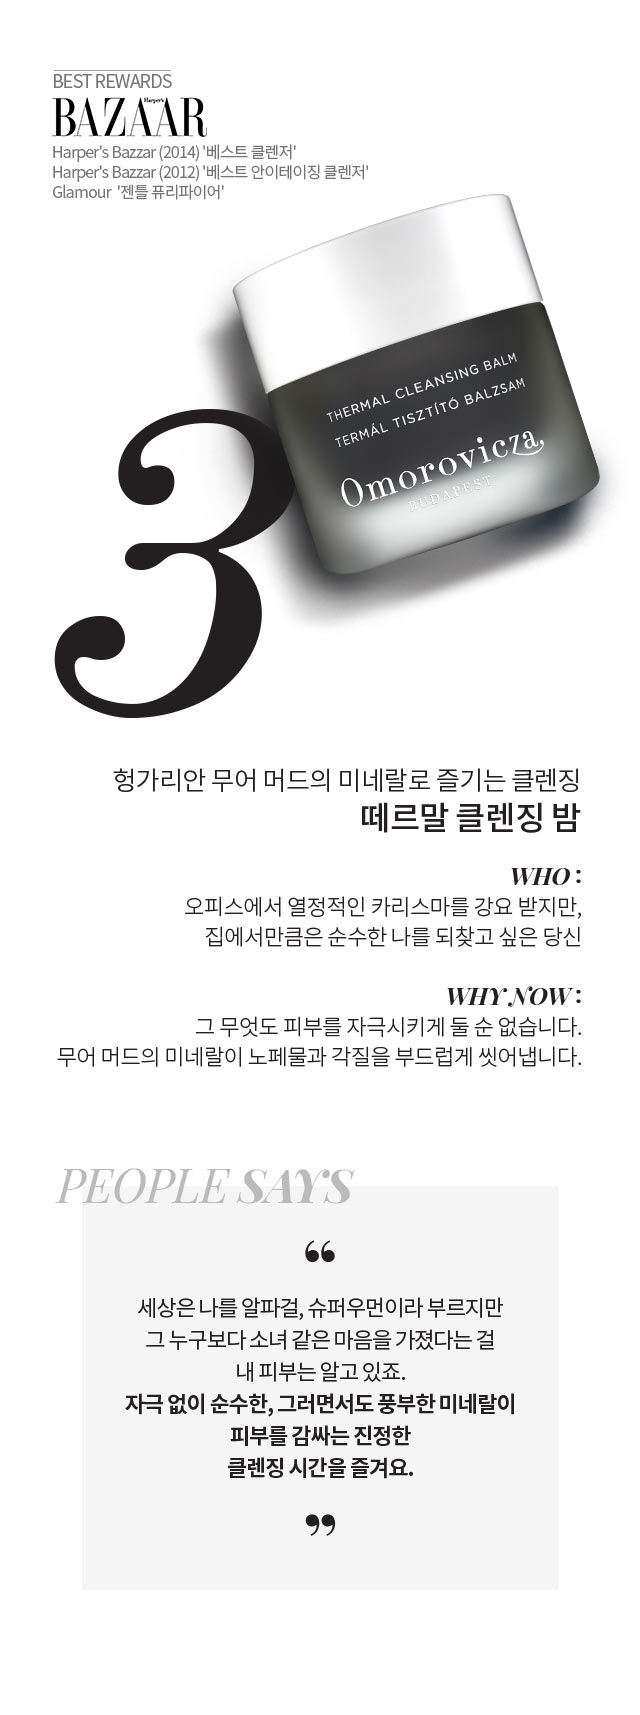 BEST REWARDS
Harper's
BAZAAR
Harper's Bazzar (2014) '베스트 클렌저'
Harper's Bazzar (2012) '베스트 안이테이징 클렌저'
Glamour '젠틀 퓨리파이어'
THERMAL CLEANSING BALM
TERMÁL TISZTÍTÓ BALZSAM
Omorovicza
BUDAPEST
3
헝가리안 무어 머드의 미네랄로 즐기는 클렌징
떼르말 클렌징 밤
WHO :
오피스에서 열정적인 카리스마를 강요 받지만,
집에서만큼은 순수한 나를 되찾고 싶은 당신
WHY NOW :
그 무엇도 피부를 자극시키게 둘 순 없습니다.
무어 머드의 미네랄이 노폐물과 각질을 부드럽게 씻어냅니다.
PEOPLE SAYS
“
세상은 나를 알파걸, 슈퍼우먼이라 부르지만
그 누구보다 소녀 같은 마음을 가졌다는 걸
내 피부는 알고 있죠.
자극 없이 순수한, 그러면서도 풍부한 미네랄이
피부를 감싸는 진정한
클렌징 시간을 즐겨요.
”